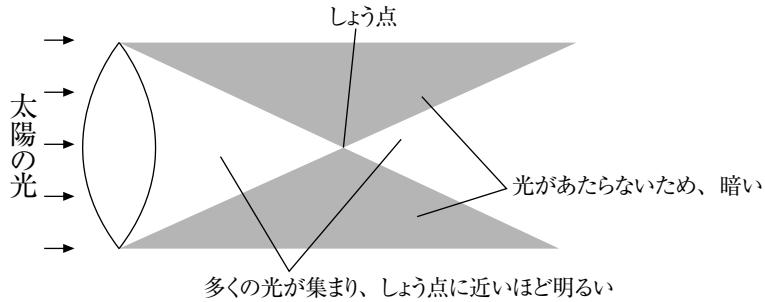 しょう点
太陽の光
光があたらないため、暗い
多くの光が集まり、しょう点に近いほど明るい